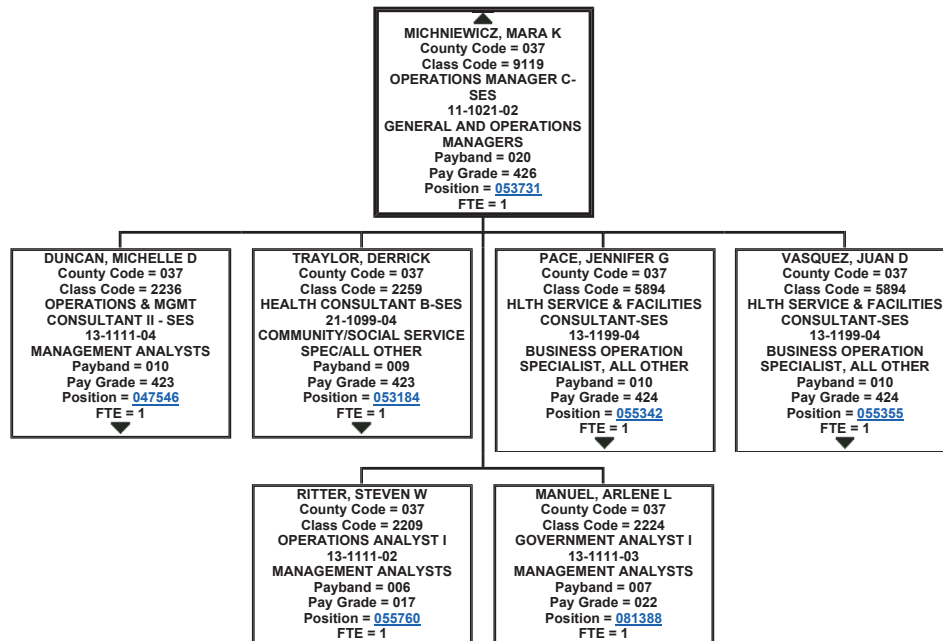 MICHNIEWICZ, MARA K
County Code = 037
Class Code = 9119
OPERATIONS MANAGER C-
SES
11-1021-02
GENERAL AND OPERATIONS
MANAGERS
Payband = 020
Pay Grade = 426
Position = 053731
FTE = 1
DUNCAN, MICHELLE D
County Code = 037
Class Code = 2236
OPERATIONS & MGMT
CONSULTANT II - SES
13-1111-04
MANAGEMENT ANALYSTS
Payband = 010
Pay Grade = 423
Position = 047546
FTE = 1
TRAYLOR, DERRICK
County Code = 037
Class Code = 2259
HEALTH CONSULTANT B-SES
21-1099-04
COMMUNITY/SOCIAL SERVICE
SPEC/ALL OTHER
Payband = 009
Pay Grade = 423
Position = 053184
FTE = 1
PACE, JENNIFER G
County Code = 037
Class Code = 5894
HLTH SERVICE & FACILITIES
CONSULTANT-SES
13-1199-04
BUSINESS OPERATION
SPECIALIST, ALL OTHER
Payband = 010
Pay Grade = 424
Position = 055342
FTE = 1
VASQUEZ, JUAN D
County Code = 037
Class Code = 5894
HLTH SERVICE & FACILITIES
CONSULTANT-SES
13-1199-04
BUSINESS OPERATION
SPECIALIST, ALL OTHER
Payband = 010
Pay Grade = 424
Position = 055355
FTE = 1
RITTER, STEVEN W
County Code = 037
Class Code = 2209
OPERATIONS ANALYST I
13-1111-02
MANAGEMENT ANALYSTS
Payband = 006
Pay Grade = 017
Position = 055760
FTE = 1
MANUEL, ARLENE L
County Code = 037
Class Code = 2224
GOVERNMENT ANALYST I
13-1111-03
MANAGEMENT ANALYSTS
Payband = 007
Pay Grade = 022
Position = 081388
FTE = 1